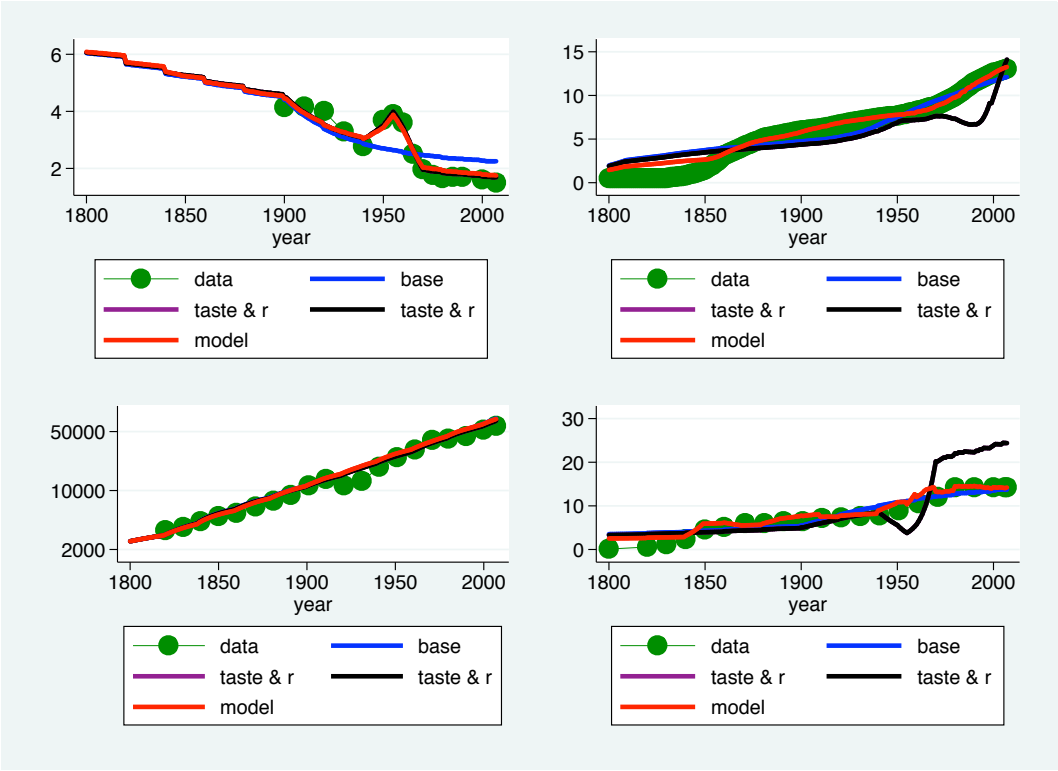 6
4
2
1800 1850 1900 1950 2000
year
data base
taste & r taste & r
model
15
10
5
0
1800 1850 1900 1950 2000
year
data base
taste & r taste & r
model
50000
10000
2000
1800 1850 1900 1950 2000
year
data base
taste & r taste & r
model
30
20
10
0
1800 1850 1900 1950 2000
year
data base
taste & r taste & r
model